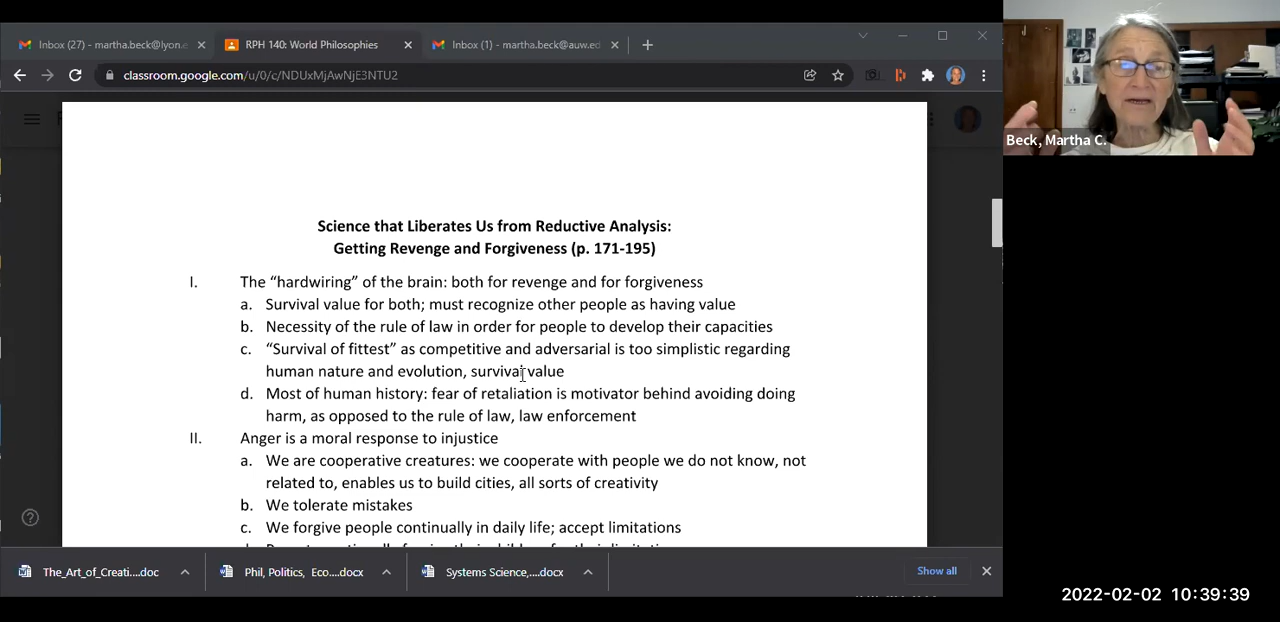 Inbox (27) - martha.beck@lyon.e
RPH 140: World Philosophies
Inbox (1) - martha.beck@auw.ed
classroom.google.com/u/0/c/NDUxMjAwNjE3NTU2
Beck, Martha C.
Science that Liberates Us from Reductive Analysis:
Getting Revenge and Forgiveness (p. 171-195)
I. The “hardwiring” of the brain: both for revenge and for forgiveness
a. Survival value for both; must recognize other people as having value
b. Necessity of the rule of law in order for people to develop their capacities
c. “Survival of fittest” as competitive and adversarial is too simplistic regarding
human nature and evolution, survival value
d. Most of human history: fear of retaliation is motivator behind avoiding doing
harm, as opposed to the rule of law, law enforcement
II. Anger is a moral response to injustice
a. We are cooperative creatures: we cooperate with people we do not know, not
related to, enables us to build cities, all sorts of creativity
b. We tolerate mistakes
c. We forgive people continually in daily life; accept limitations
The_Art_of_Creati....doc
Phil, Politics, Eco....docx
Systems Science,....docx
Show all
2022-02-02 10:39:39